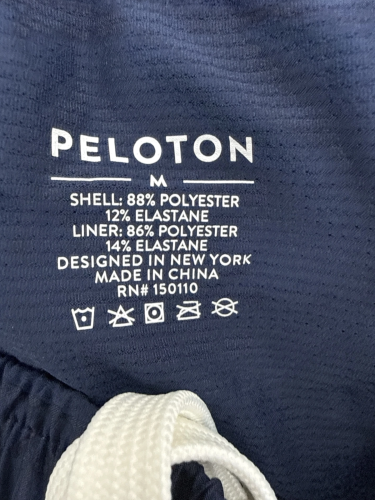 PELOTON
M
SHELL: 88% POLYESTER
12% ELASTANE
LINER: 86% POLYESTER
14% ELASTANE
DESIGNED IN NEW YORK
MADE IN CHINA
RN# 150110